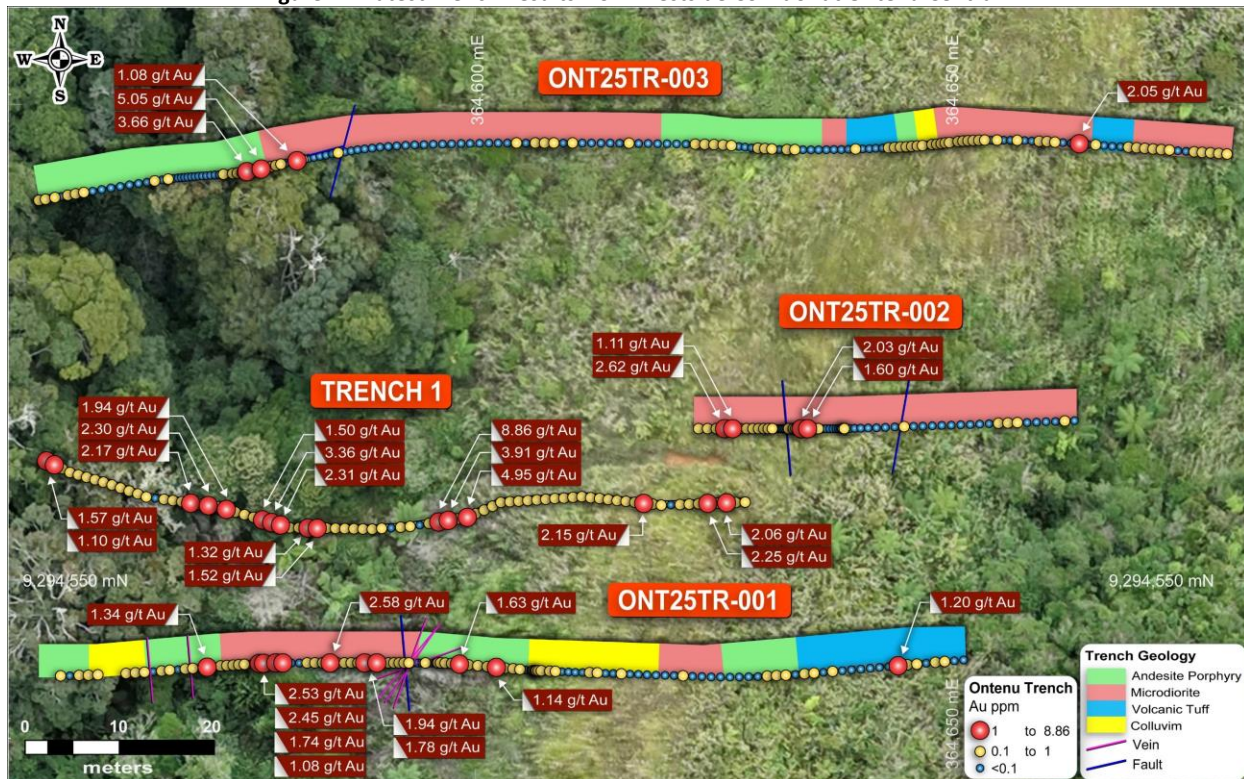 N
W E
S
ONT25TR-003
364,600 mE
364,650 mE
1.08 g/t Au
5.05 g/t Au
3.66 g/t Au
2.05 g/t Au
ONT25TR-002
1.11 g/t Au
2.62 g/t Au
2.03 g/t Au
1.60 g/t Au
TRENCH 1
1.94 g/t Au
2.30 g/t Au
2.17 g/t Au
1.50 g/t Au
3.36 g/t Au
2.31 g/t Au
8.86 g/t Au
3.91 g/t Au
4.95 g/t Au
1.57 g/t Au
1.10 g/t Au
1.32 g/t Au
1.52 g/t Au
2.15 g/t Au
2.06 g/t Au
2.25 g/t Au
9,294,550 mN
9,294,550 mN
ONT25TR-001
1.34 g/t Au
2.58 g/t Au
1.63 g/t Au
1.20 g/t Au
2.53 g/t Au
2.45 g/t Au
1.74 g/t Au
1.08 g/t Au
1.94 g/t Au
1.78 g/t Au
1.14 g/t Au
364,650 mE
0 10 20
meters
Ontenu Trench
Au ppm
1 to 8.86
0.1 to 1
<0.1
Trench Geology
Andesite Porphyry
Microdiorite
Volcanic Tuff
Colluvim
Vein
Fault